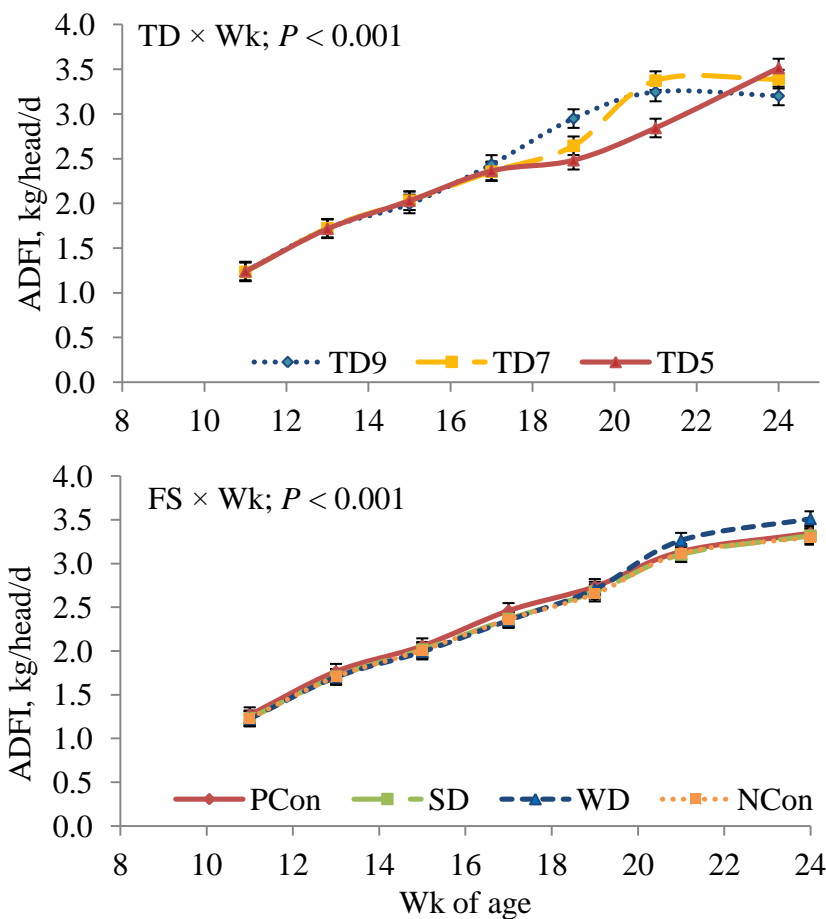 TD × Wk; P < 0.001
ADFI, kg/head/d
4.0
3.5
3.0
2.5
2.0
1.5
1.0
0.5
0.0
TD9 TD7 TD5
8 10 12 14 16 18 20 22 24
FS × Wk; P < 0.001
ADFI, kg/head/d
4.0
3.5
3.0
2.5
2.0
1.5
1.0
0.5
0.0
PCon SD WD NCon
8 10 12 14 16 18 20 22 24
Wk of age